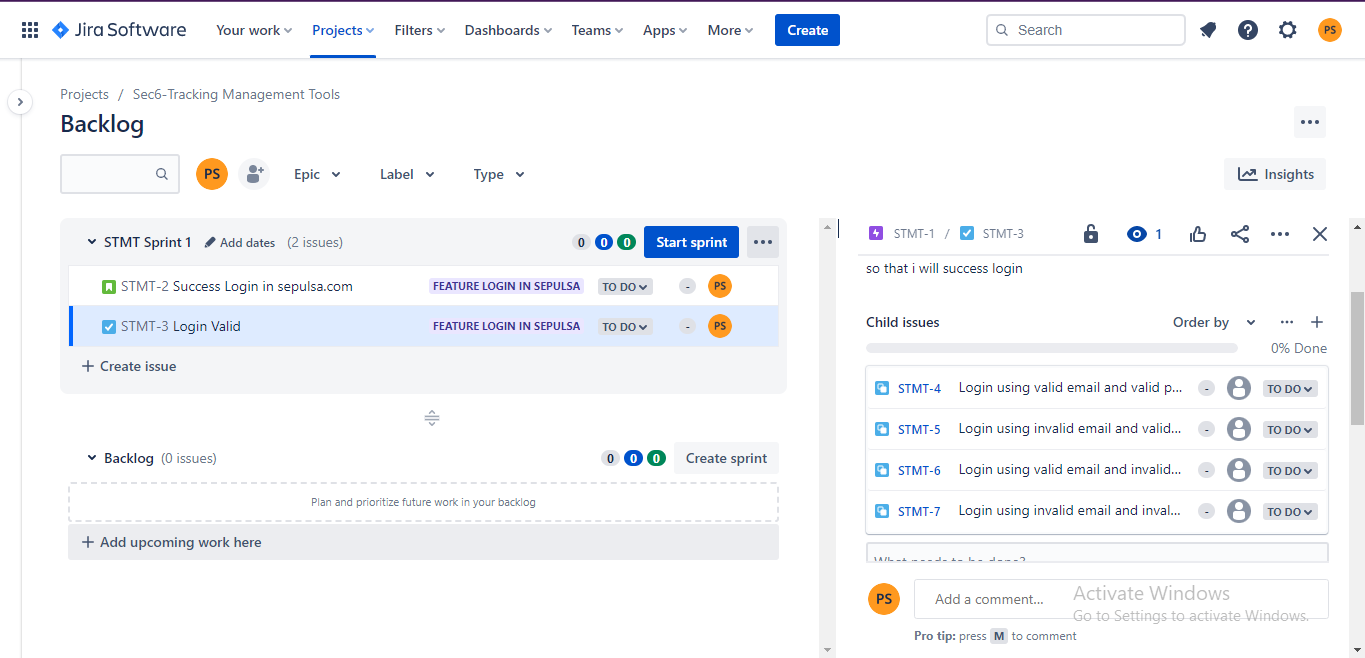 Jira Software Your work Projects Filters Dashboards Teams Apps More Create Search PS
Projects / Sec6-Tracking Management Tools
Backlog
PS Epic Label Type Insights
STMT Sprint 1 Add dates (2 issues) 0 0 0 Start sprint
STMT-2 Success Login in sepulsa.com FEATURE LOGIN IN SEPULSA TO DO - PS
STMT-3 Login Valid FEATURE LOGIN IN SEPULSA TO DO - PS
+ Create issue
Backlog (0 issues) 0 0 0 Create sprint
Plan and prioritize future work in your backlog
+ Add upcoming work here
STMT-1 / STMT-3 1
so that i will success login
Child issues Order by
0% Done
STMT-4 Login using valid email and valid p... - TO DO
STMT-5 Login using invalid email and valid... - TO DO
STMT-6 Login using valid email and invalid... - TO DO
STMT-7 Login using invalid email and inval... - TO DO
What needs to be done?
PS Add a comment...
Pro tip: press M to comment
Activate Windows
Go to Settings to activate Windows.